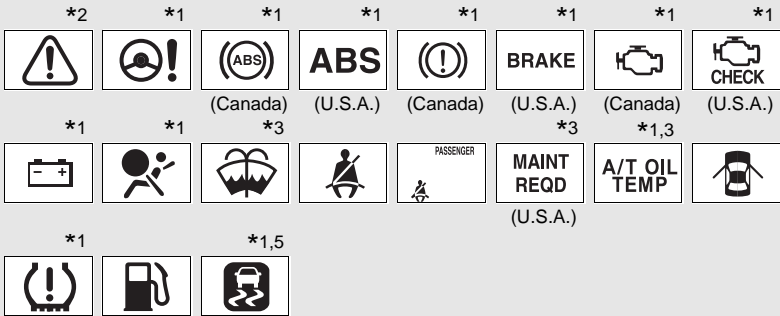 *2 *1 *1 *1 *1 *1 *1 *1
ABS ABS BRAKE CHECK
(Canada) (U.S.A.) (Canada) (U.S.A.) (Canada) (U.S.A.)
*1 *1 *3 *3 *1,3
PASSENGER MAINT REQD A/T OIL TEMP
(U.S.A.)
*1 *1,5